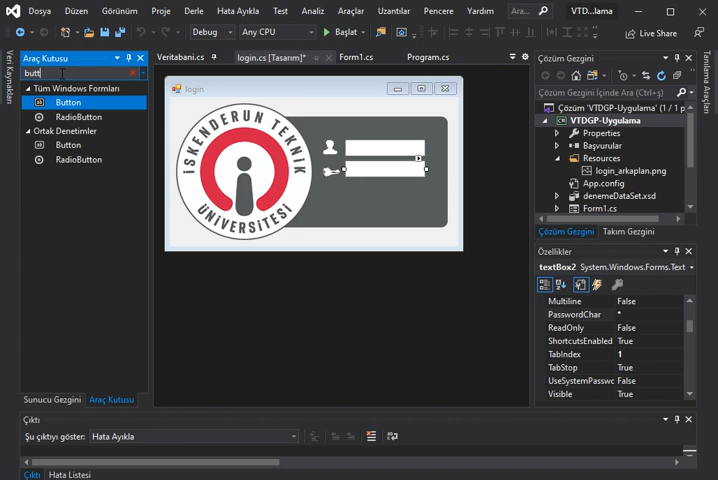 Dosya Düzen Görünüm Proje Derle Hata Ayıkla Test Analiz Araçlar Uzantılar Pencere Yardım Ara... VTD...lama
Debug Any CPU Başlat Live Share
Veri Kaynakları
Araç Kutusu
butt
Tüm Windows Formları
Button
RadioButton
Ortak Denetimler
Button
RadioButton
Sunucu Gezgini Araç Kutusu
Veritabani.cs login.cs [Tasarım]* Form1.cs Program.cs
login
İSKENDERUN TEKNİK
ÜNİVERSİTESİ
Çözüm Gezgini
Çözüm Gezgini İçinde Ara (Ctrl+ş)
Çözüm 'VTDGP-Uygulama' (1 / 1
VTDGP-Uygulama
Properties
Başvurular
Resources
login_arkaplan.png
App.config
denemeDataSet.xsd
Form1.cs
Çözüm Gezgini Takım Gezgini
Özellikler
textBox2 System.Windows.Forms.Text
Multiline False
PasswordChar *
ReadOnly False
ShortcutsEnabled True
TabIndex 1
TabStop True
UseSystemPasswo False
Visible True
Tanılama Araçları
Çıktı
Şu çıktıyı göster: Hata Ayıkla
Çıktı Hata Listesi